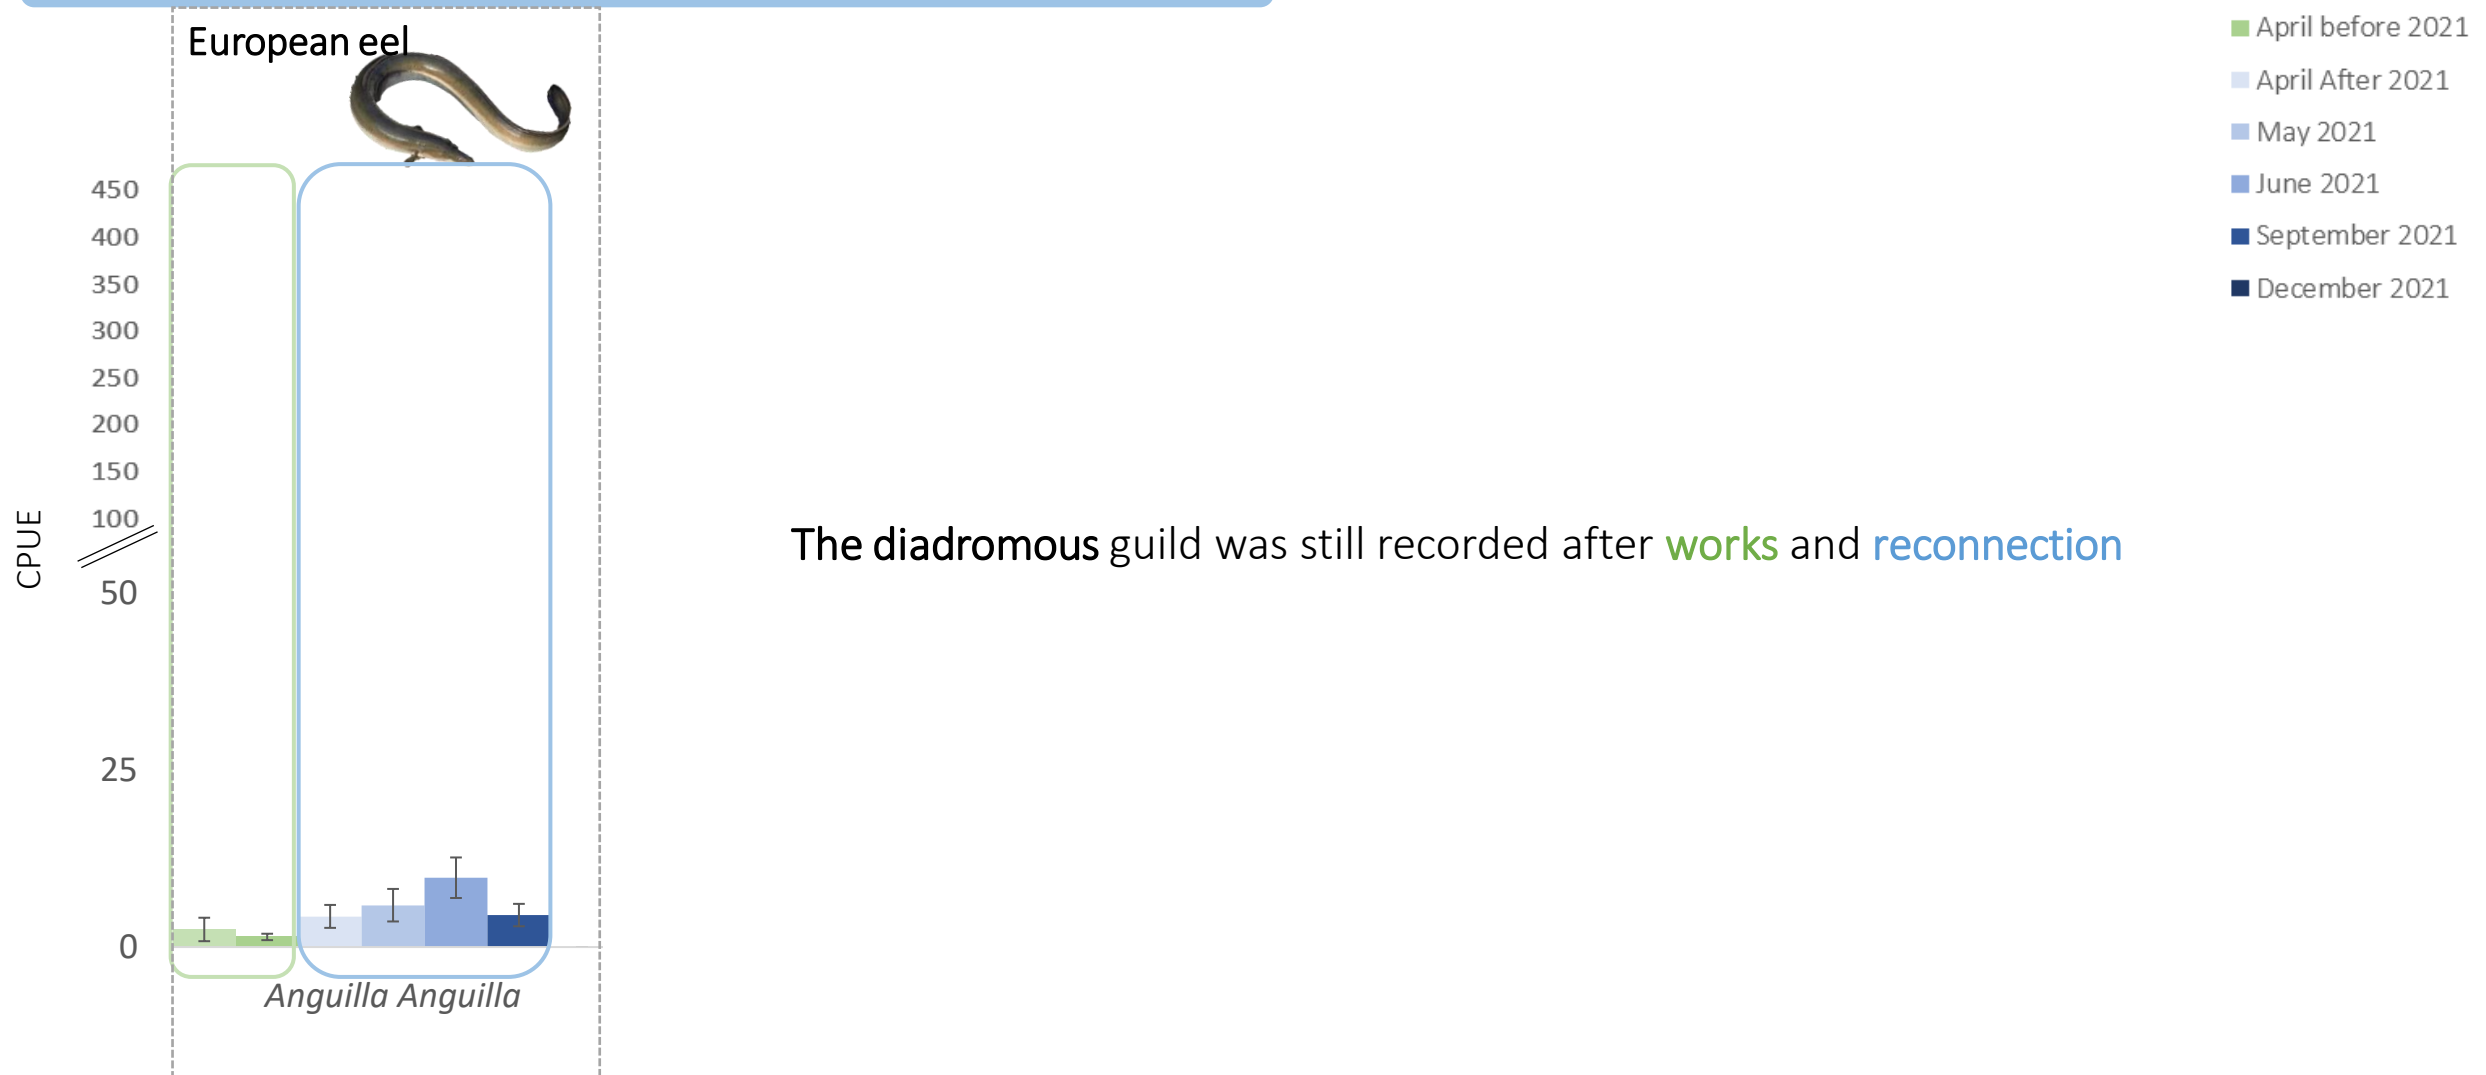 European eel
April before 2021
April After 2021
May 2021
June 2021
September 2021
December 2021
450
400
350
300
250
200
150
100
50
25
0
CPUE
The diadromous guild was still recorded after works and reconnection
Anguilla Anguilla